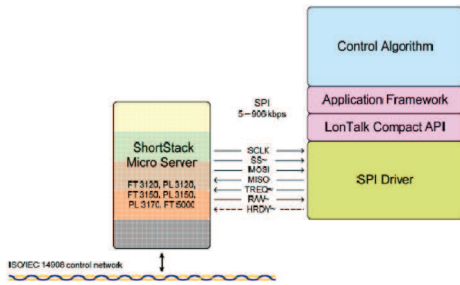 Control Algorithm
SPI
5–906 kbps
Application Framework
LonTalk Compact API
ShortStack
Micro Server
FT 3120, PL 3120,
FT 3150, PL 3150,
PL 3170, FT 5000
SCLK
SS~
MOSI
MISO
TREQ~
R/W~
HRDY~
SPI Driver
ISO/IEC 14908 control network